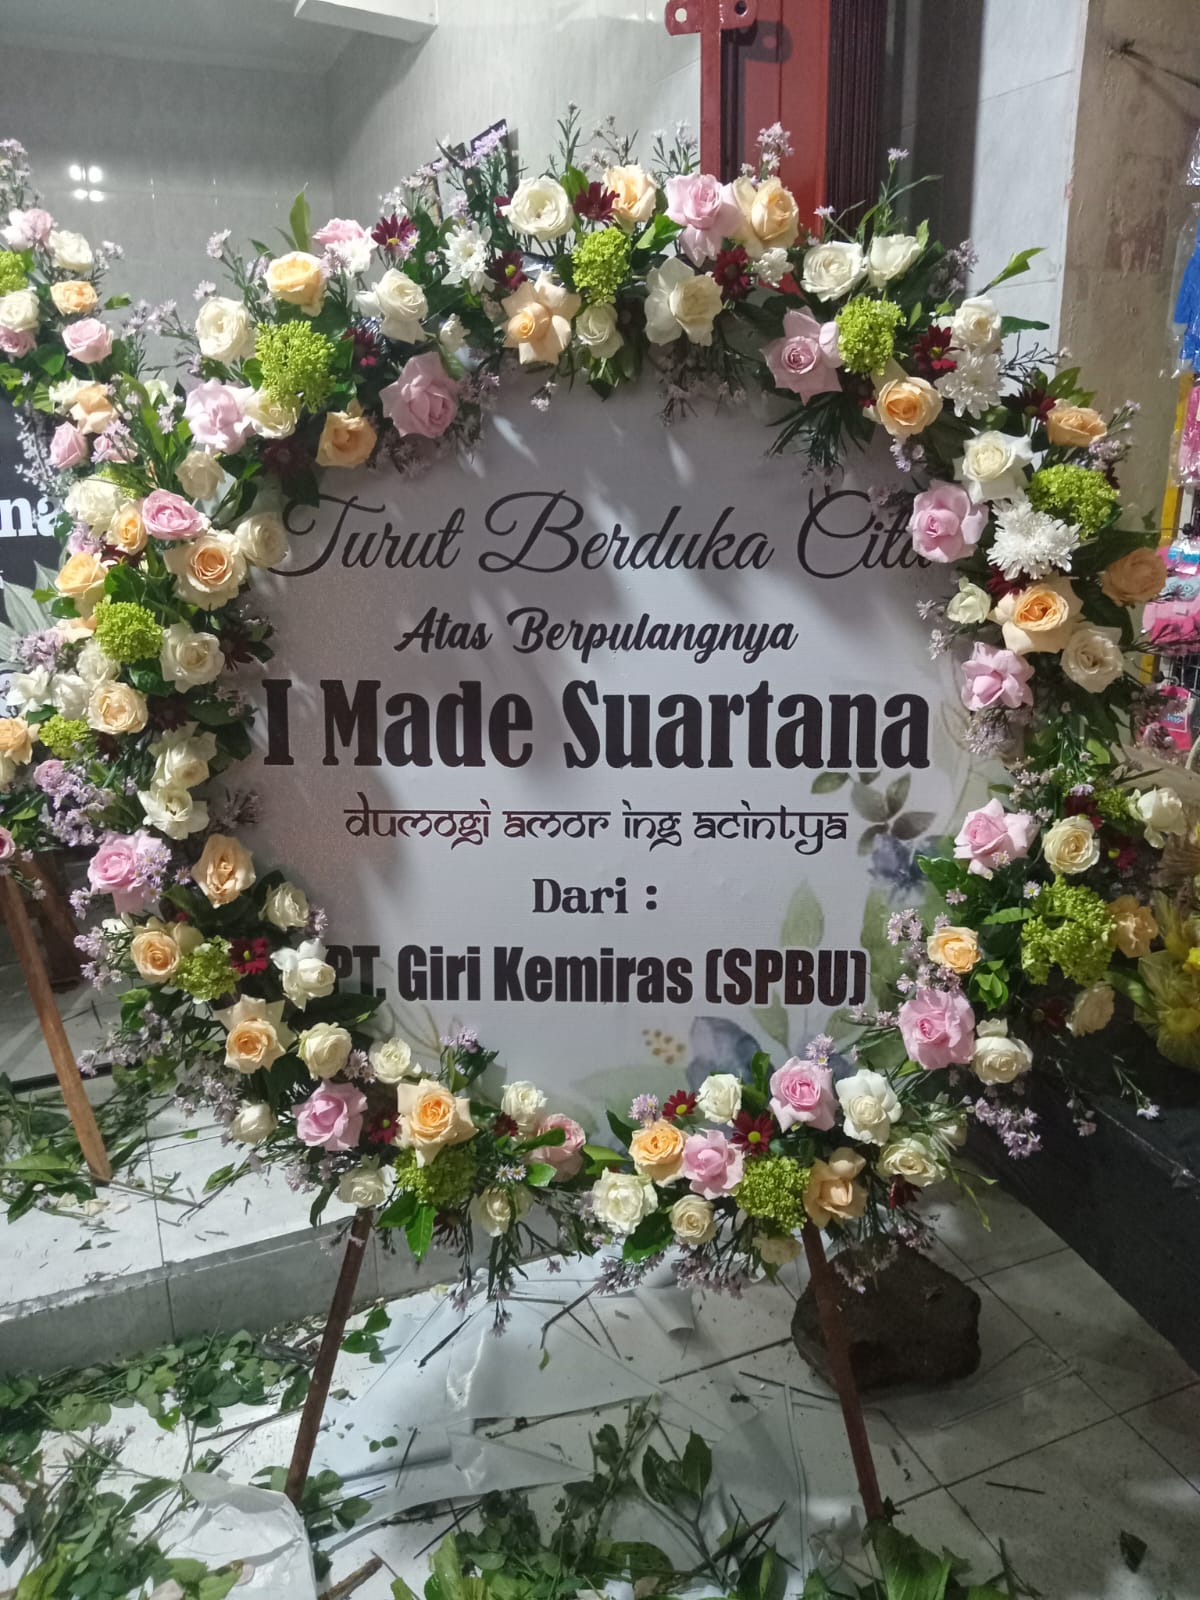 Turut Berduka Cita
Atas Berpulangnya
I Made Suartana
dumogi amor ing acintya
Dari :
PT. Giri Kemiras (SPBU)